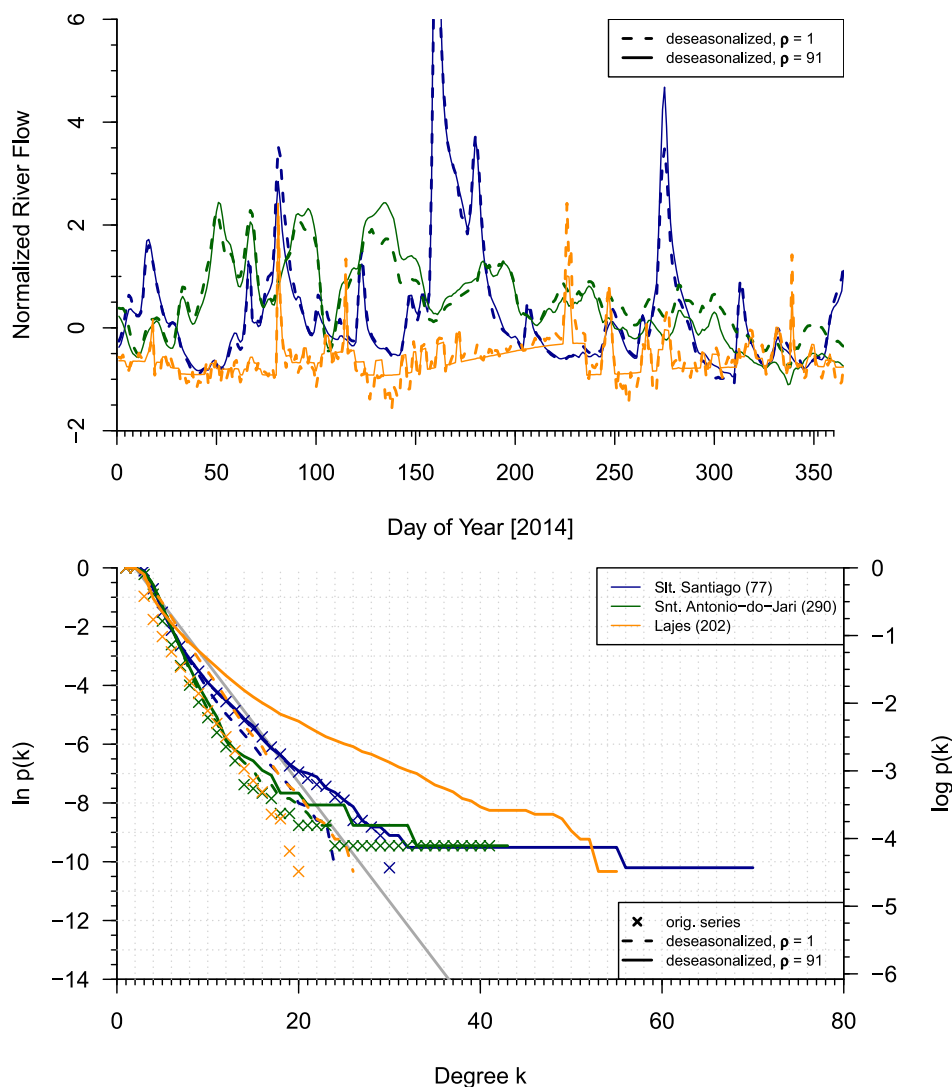 Normalized River Flow
6
4
2
0
−2
deseasonalized, ρ = 1
deseasonalized, ρ = 91
0 50 100 150 200 250 300 350
Day of Year [2014]
ln p(k)
0
−2
−4
−6
−8
−10
−12
−14
Slt. Santiago (77)
Snt. Antonio−do−Jari (290)
Lajes (202)
orig. series
deseasonalized, ρ = 1
deseasonalized, ρ = 91
0
−1
−2
−3
−4
−5
−6
log p(k)
0 20 40 60 80
Degree k